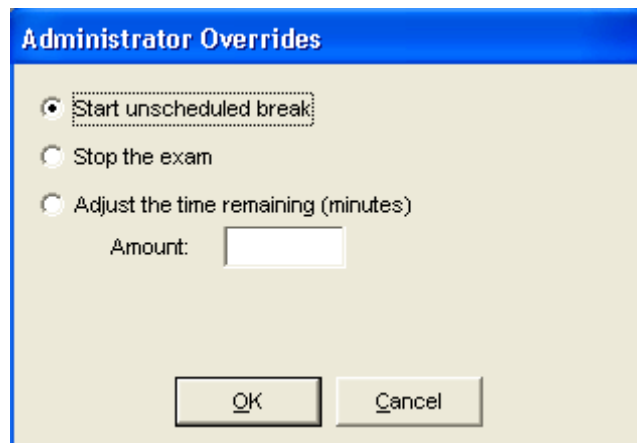 Administrator Overrides
Start unscheduled break
Stop the exam
Adjust the time remaining (minutes)
Amount:
OK Cancel